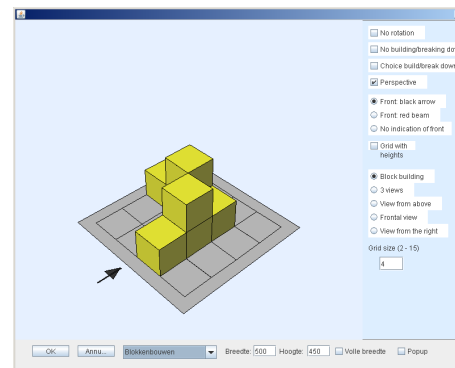 No rotation
No building/breaking do
Choice build/break down
Perspective
Front: black arrow
Front: red beam
No indication of front
Grid with
heights
Block building
3 views
View from above
Frontal view
View from the right
Grid size (2 - 15)
4
OK Annu... Blokkenbouwen Breedte: 500 Hoogte: 450 Volle breedte Popup